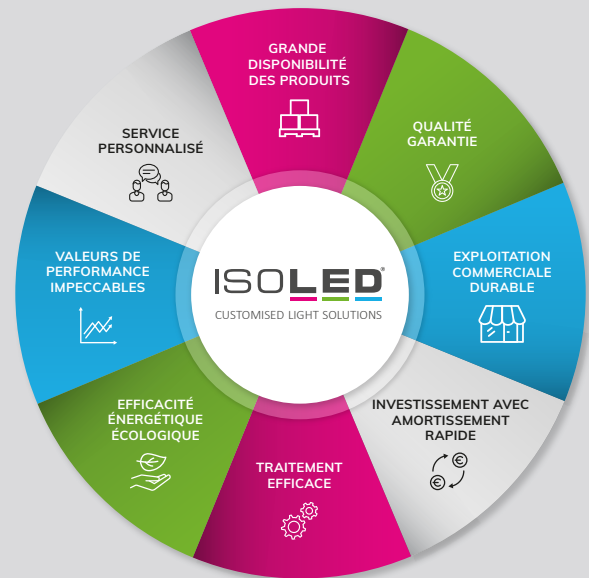 GRANDE
DISPONIBILITÉ
DES PRODUITS
QUALITÉ
GARANTIE
EXPLOITATION
COMMERCIALE
DURABLE
INVESTISSEMENT AVEC
AMORTISSEMENT
RAPIDE
TRAITEMENT
EFFICACE
EFFICACITÉ
ÉNERGÉTIQUE
ÉCOLOGIQUE
VALEURS DE
PERFORMANCE
IMPECCABLES
SERVICE
PERSONNALISÉ
ISOLED®
CUSTOMISED LIGHT SOLUTIONS